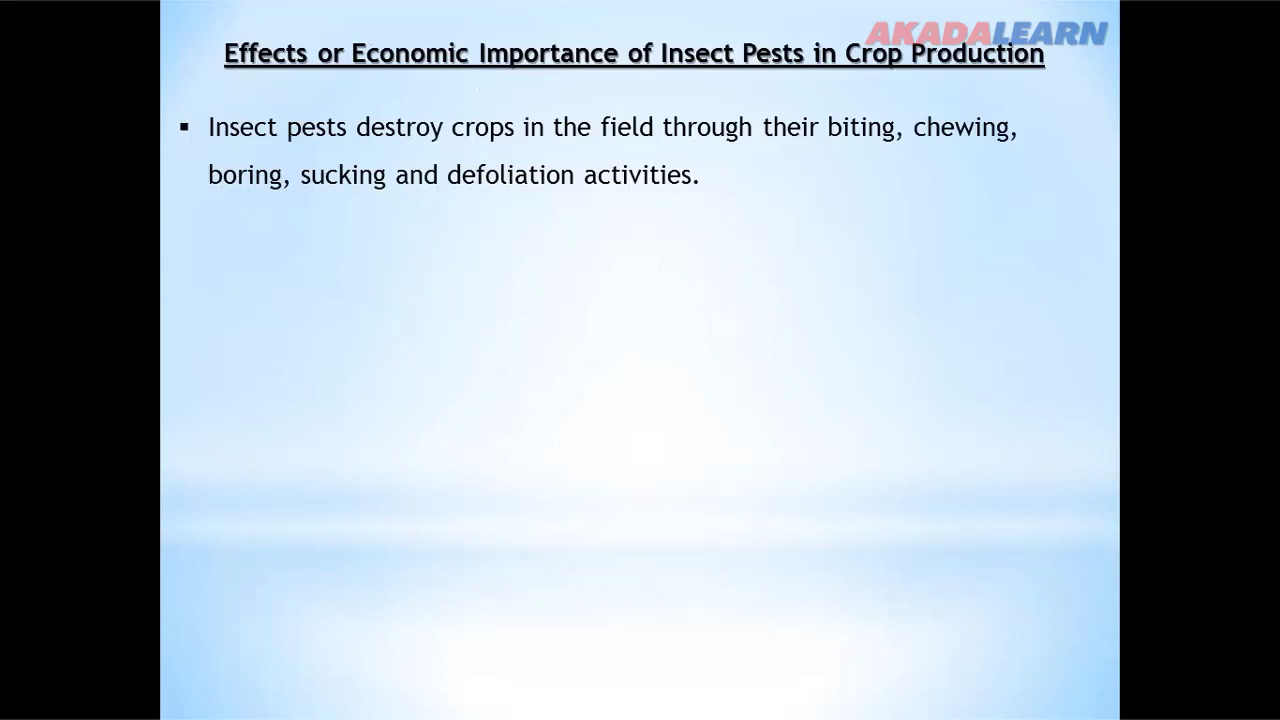 AKADALEARN
Effects or Economic Importance of Insect Pests in Crop Production
▪ Insect pests destroy crops in the field through their biting, chewing,
boring, sucking and defoliation activities.